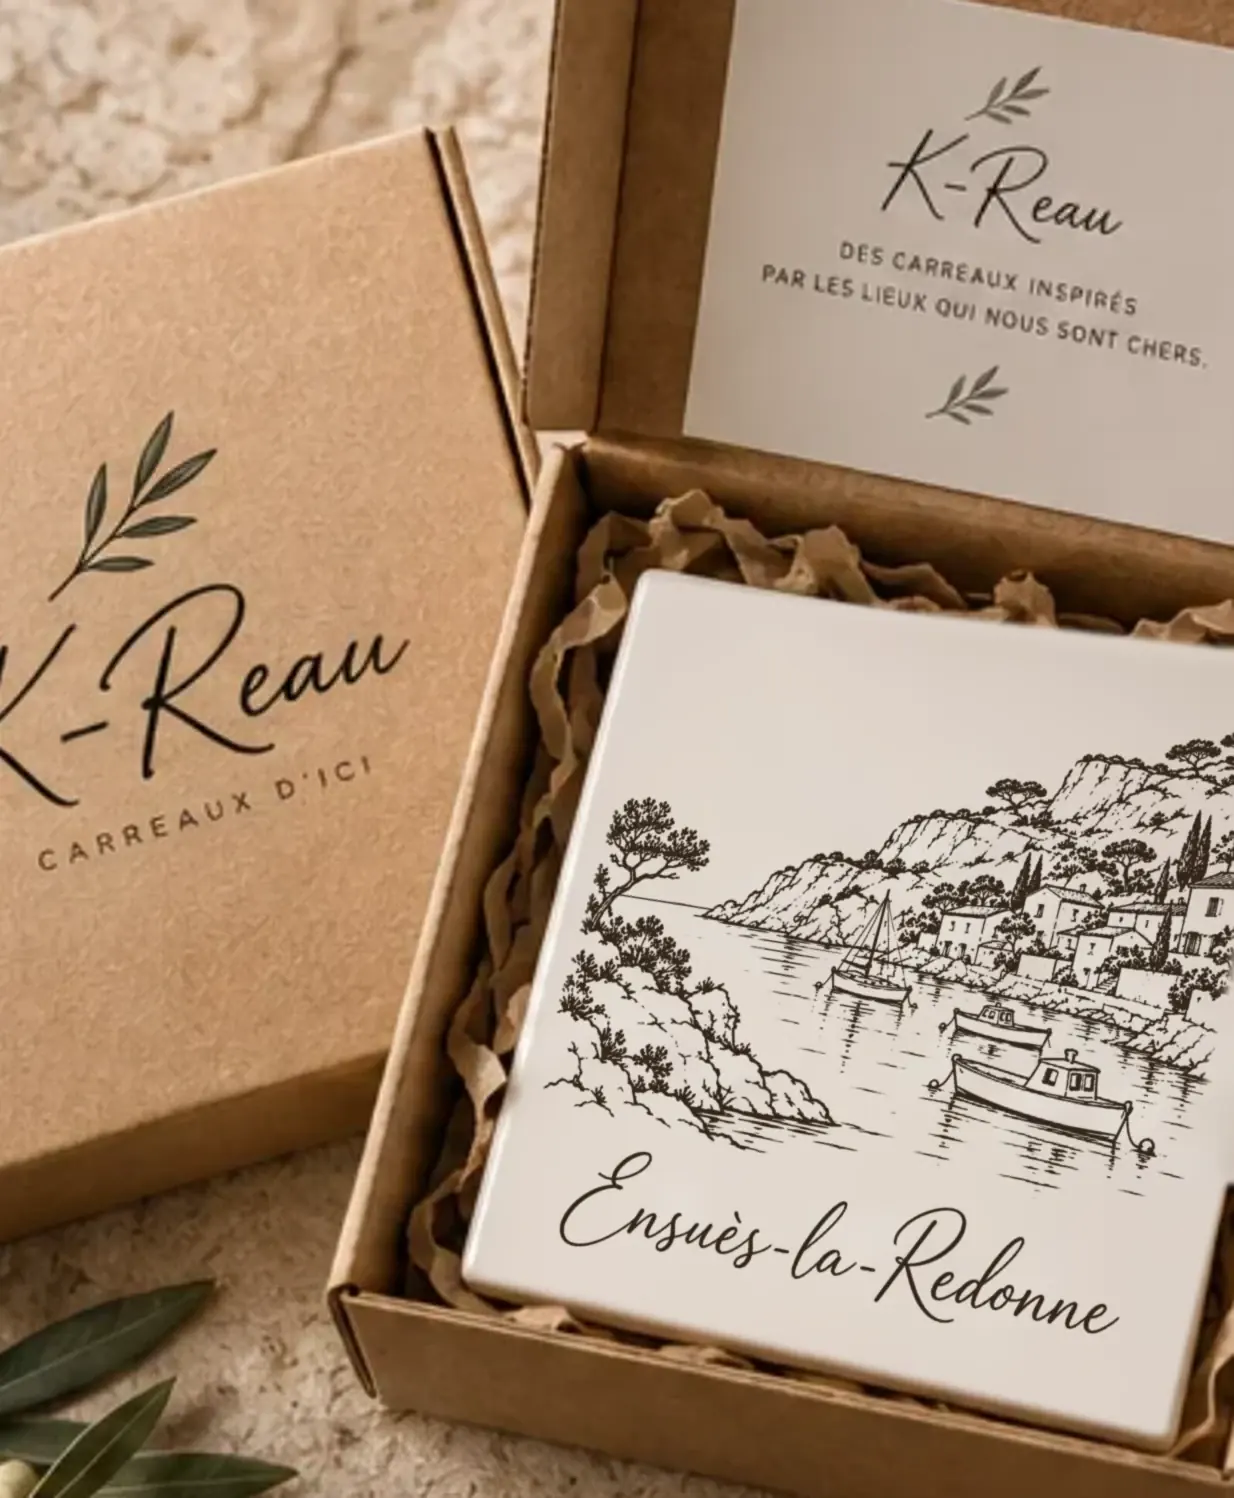 K-Reau
DES CARREAUX INSPIRÉS
PAR LES LIEUX QUI NOUS SONT CHERS.
K-Reau
CARREAUX D'ICI
Ensuès-la-Redonne